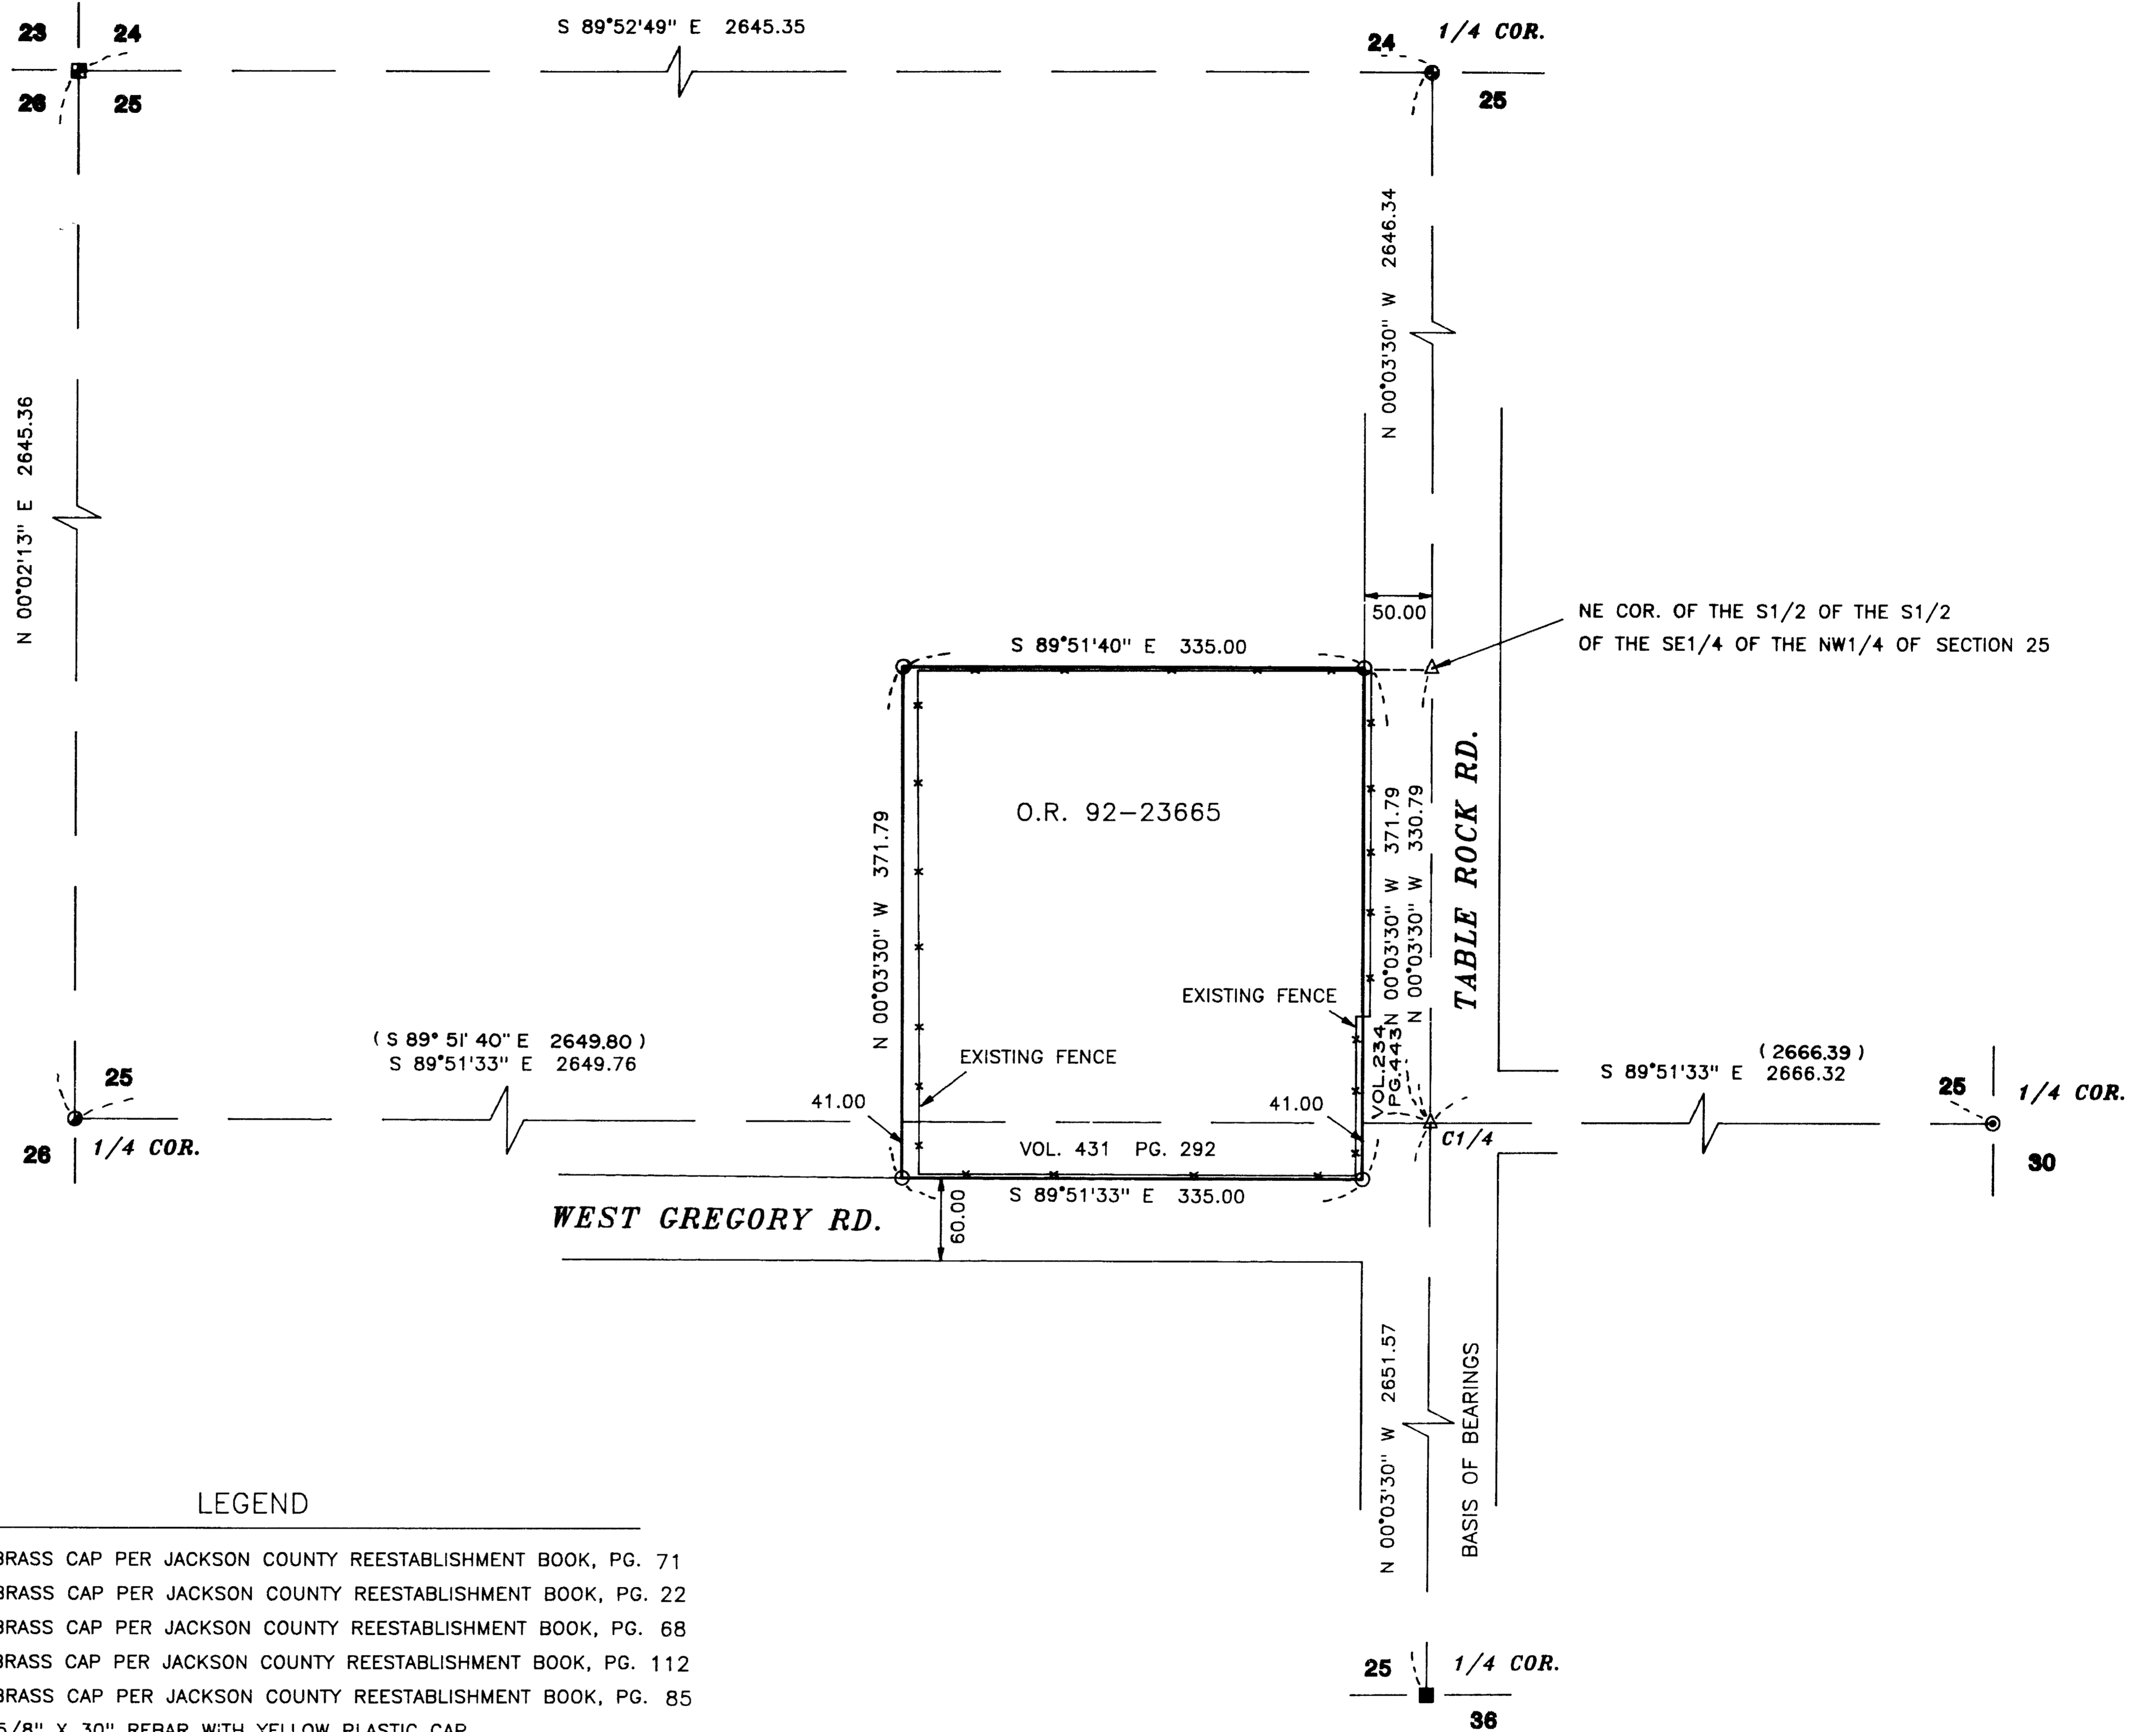 S 89°52'49" E 2645.35
23 24
26 25
24 1/4 COR.
25
N 00°02'13" E 2645.36
N 00°03'30" W 2646.34
50.00
NE COR. OF THE S1/2 OF THE S1/2
OF THE SE1/4 OF THE NW1/4 OF SECTION 25
S 89°51'40" E 335.00
O.R. 92-23665
N 00°03'30" W 371.79
N 00°03'30" W 371.79
N 00°03'30" W 330.79
TABLE ROCK RD.
EXISTING FENCE
VOL.234
PG.443
EXISTING FENCE
(S 89° 51' 40" E 2649.80)
S 89°51'33" E 2649.76
(2666.39)
S 89°51'33" E 2666.32
25
26 1/4 COR.
41.00
41.00
C1/4
25 1/4 COR.
30
VOL. 431 PG. 292
S 89°51'33" E 335.00
WEST GREGORY RD.
60.00
N 00°03'30" W 2651.57
BASIS OF BEARINGS
LEGEND
BRASS CAP PER JACKSON COUNTY REESTABLISHMENT BOOK, PG. 71
BRASS CAP PER JACKSON COUNTY REESTABLISHMENT BOOK, PG. 22
BRASS CAP PER JACKSON COUNTY REESTABLISHMENT BOOK, PG. 68
BRASS CAP PER JACKSON COUNTY REESTABLISHMENT BOOK, PG. 112
BRASS CAP PER JACKSON COUNTY REESTABLISHMENT BOOK, PG. 85
5/8" X 30" REBAR WITH YELLOW PLASTIC CAP
25 1/4 COR.
36